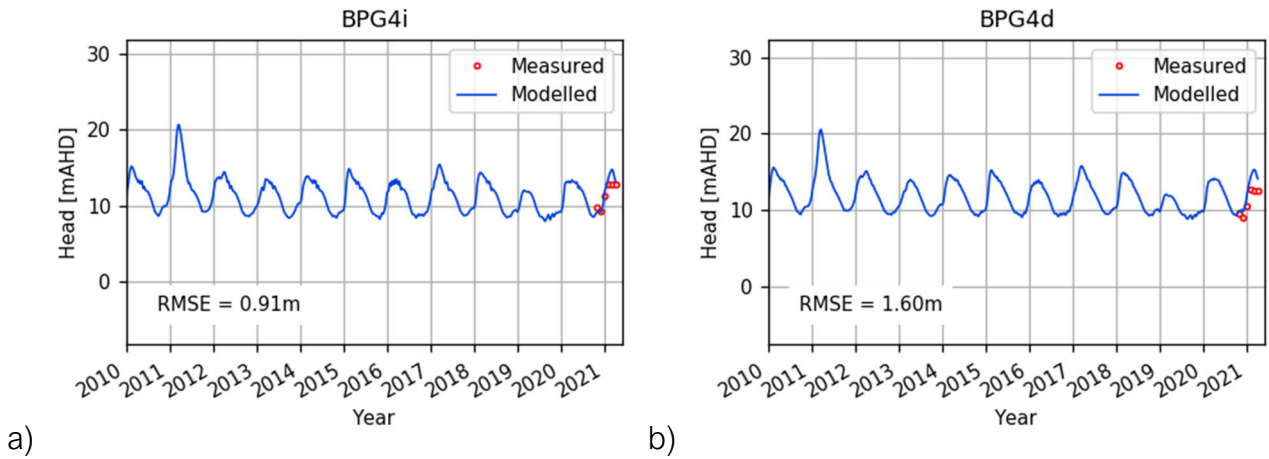 BPG4i
30
20
10
0
Head [mAHD]
Measured
Modelled
RMSE = 0.91m
2010 2011 2012 2013 2014 2015 2016 2017 2018 2019 2020 2021
Year
a)
BPG4d
30
20
10
0
Head [mAHD]
Measured
Modelled
RMSE = 1.60m
2010 2011 2012 2013 2014 2015 2016 2017 2018 2019 2020 2021
Year
b)